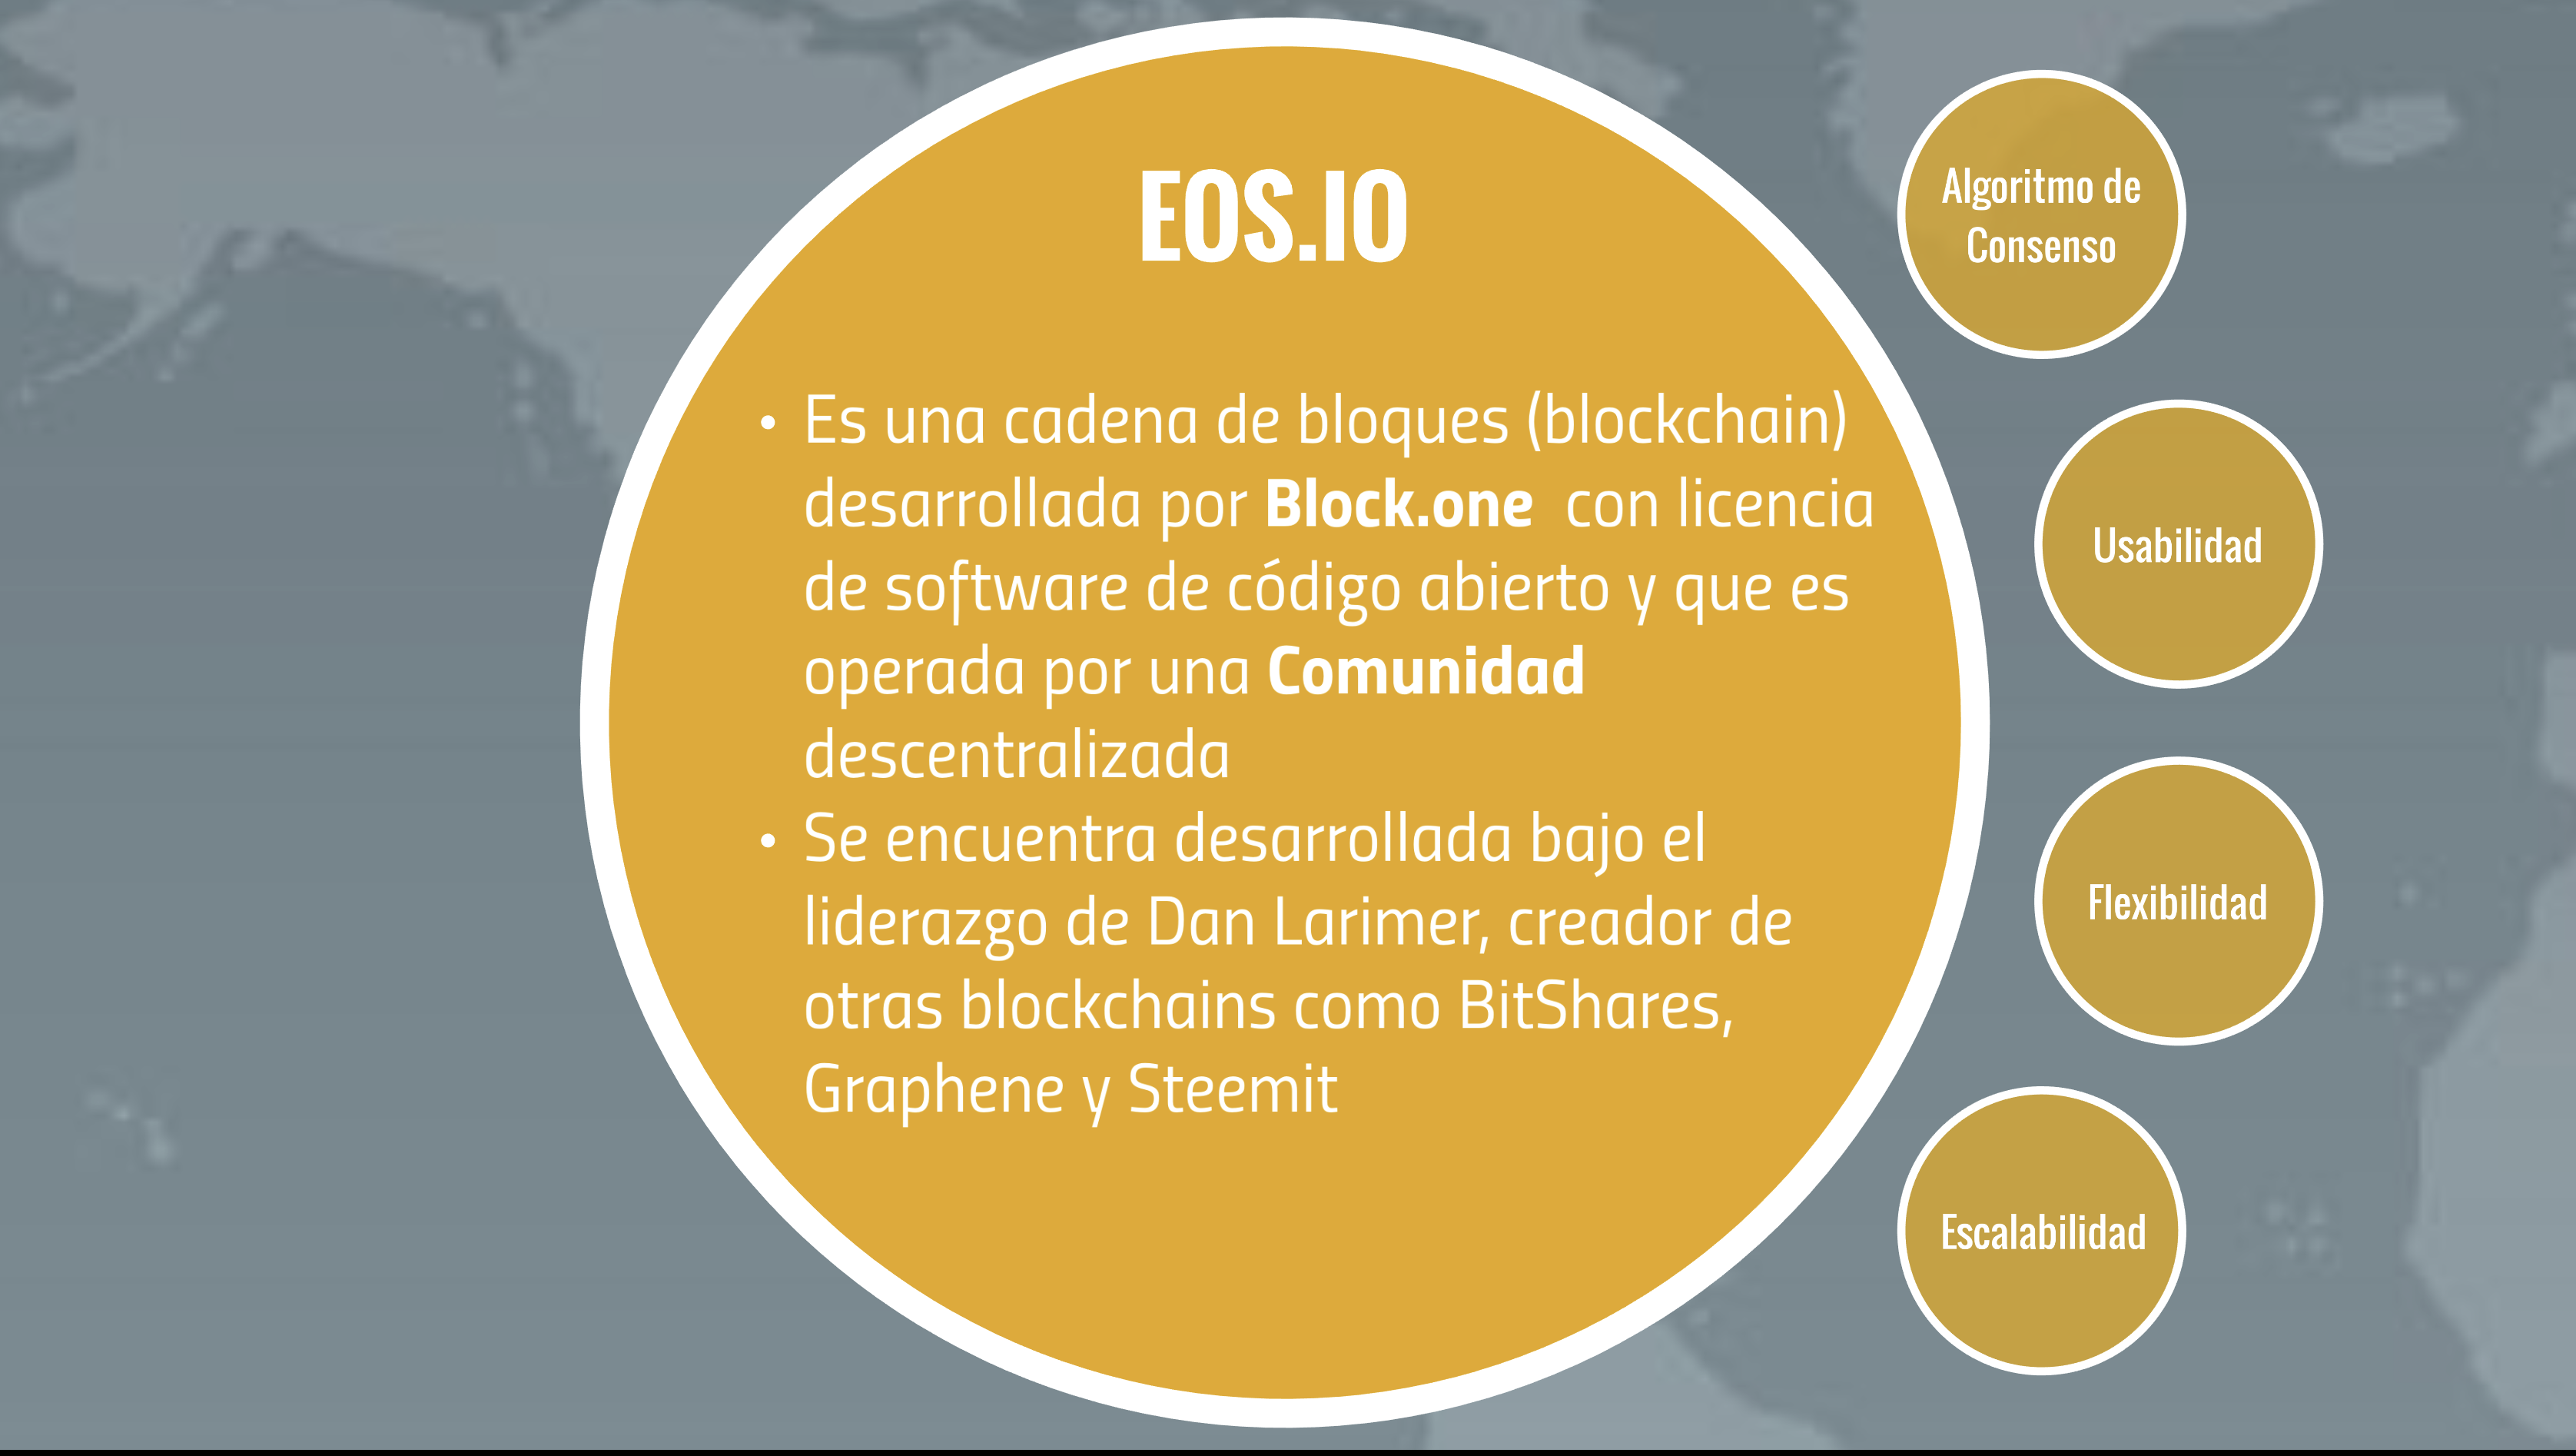 EOS.IO
• Es una cadena de bloques (blockchain)
desarrollada por Block.one  con licencia
de software de código abierto y que es
operada por una Comunidad
descentralizada
• Se encuentra desarrollada bajo el
liderazgo de Dan Larimer, creador de
otras blockchains como BitShares,
Graphene y Steemit
Algoritmo de
Consenso
Usabilidad
Flexibilidad
Escalabilidad